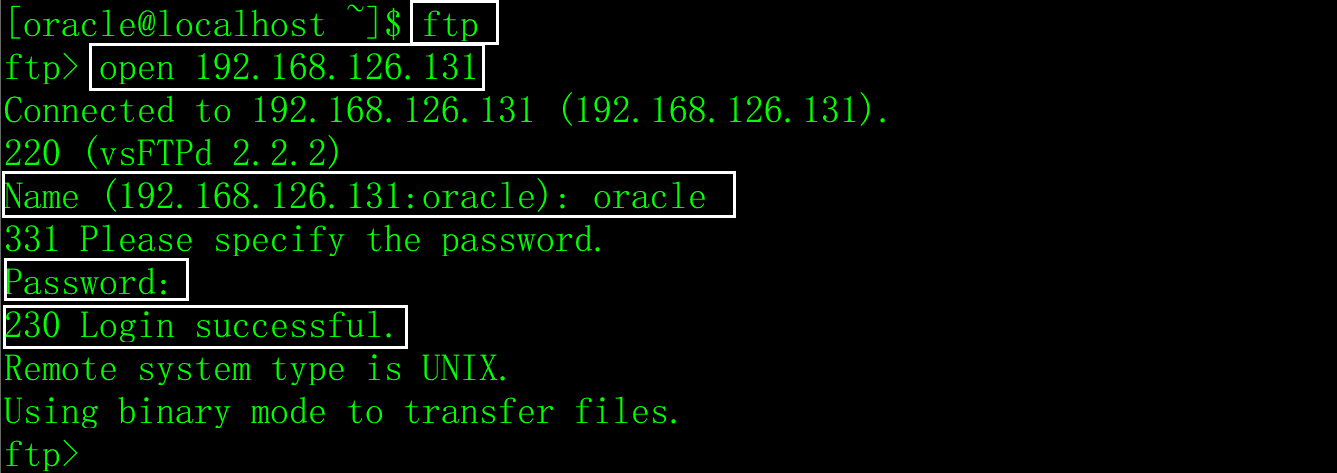 [oracle@localhost ~]$ ftp
ftp> open 192.168.126.131
Connected to 192.168.126.131 (192.168.126.131).
220 (vsFTPd 2.2.2)
Name (192.168.126.131:oracle): oracle
331 Please specify the password.
Password:
230 Login successful.
Remote system type is UNIX.
Using binary mode to transfer files.
ftp>